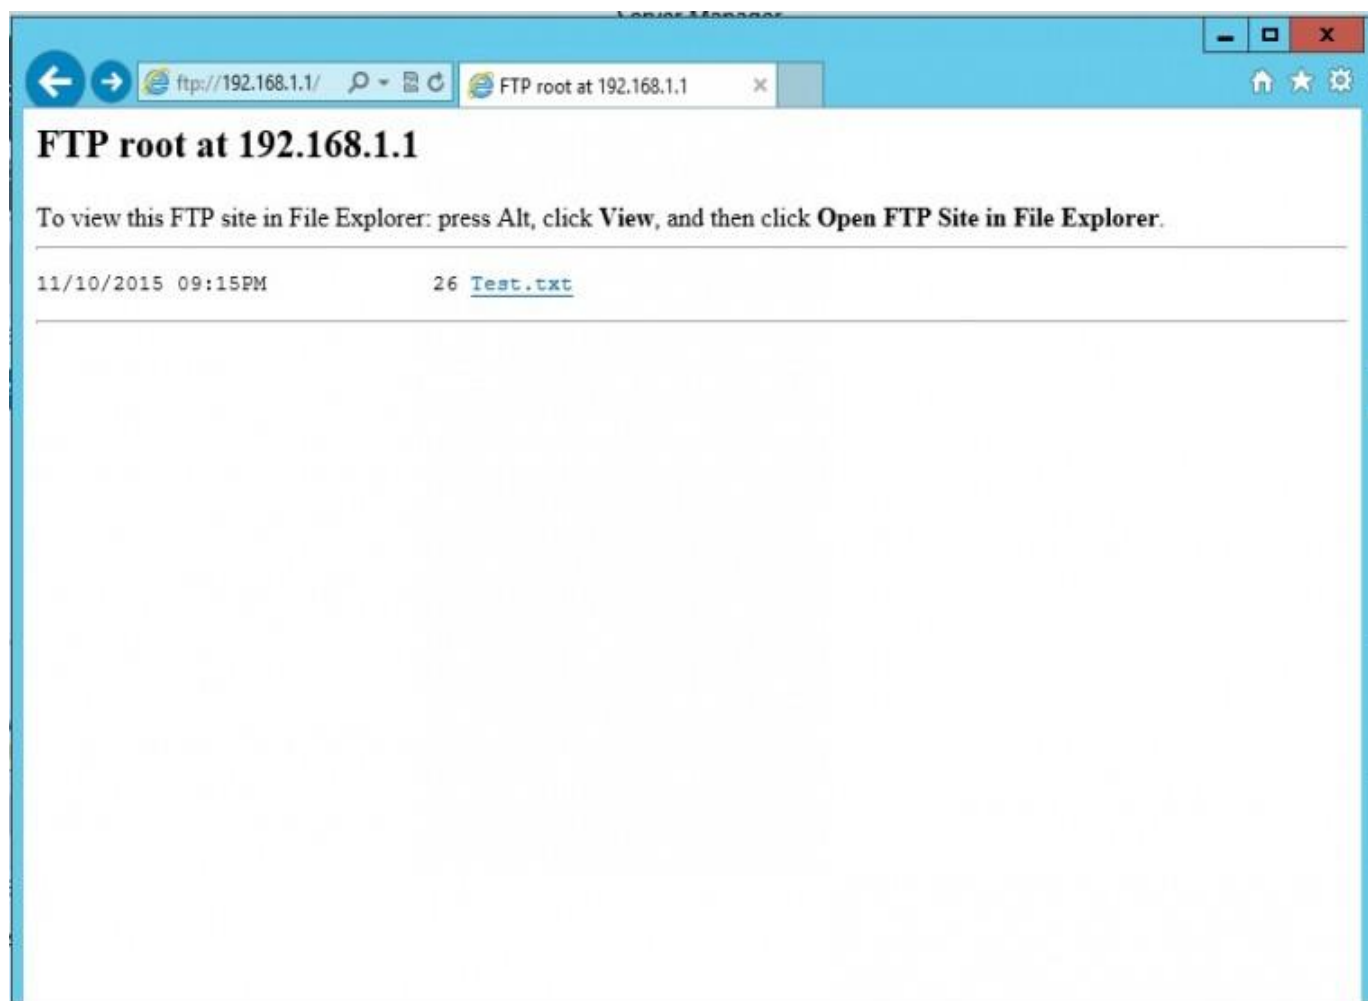 Server Manager
ftp://192.168.1.1/
FTP root at 192.168.1.1
FTP root at 192.168.1.1
To view this FTP site in File Explorer: press Alt, click View, and then click Open FTP Site in File Explorer.
11/10/2015 09:15PM 26 Test.txt